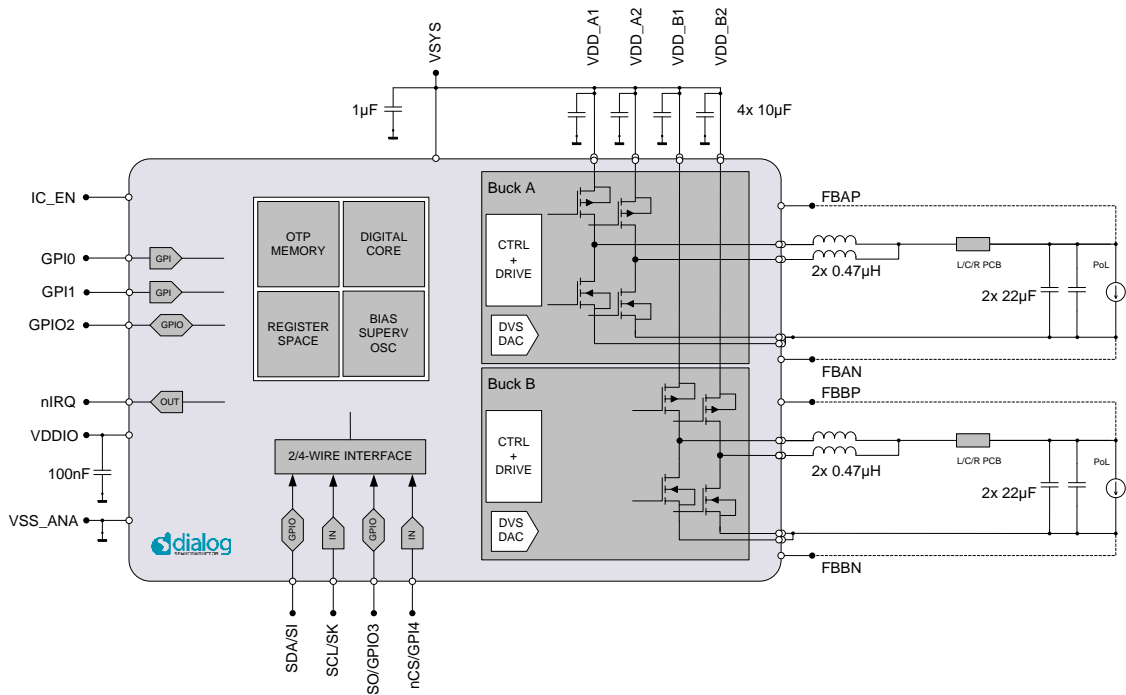 VSYS
VDD_A1
VDD_A2
VDD_B1
VDD_B2
1µF
4x 10µF
IC_EN
GPI0
GPI
GPI1
GPI
GPIO2
GPIO
nIRQ
OUT
VDDIO
100nF
VSS_ANA
OTP
MEMORY
DIGITAL
CORE
REGISTER
SPACE
BIAS
SUPERV
OSC
2/4-WIRE INTERFACE
GPIO
IN
GPIO
IN
SDA/SI
SCL/SK
SO/GPIO3
nCS/GPI4
dialog
SEMICONDUCTOR
Buck A
CTRL
+
DRIVE
DVS
DAC
FBAP
2x 0.47µH
L/C/R PCB
2x 22µF
PoL
FBAN
Buck B
CTRL
+
DRIVE
DVS
DAC
FBBP
2x 0.47µH
L/C/R PCB
2x 22µF
PoL
FBBN